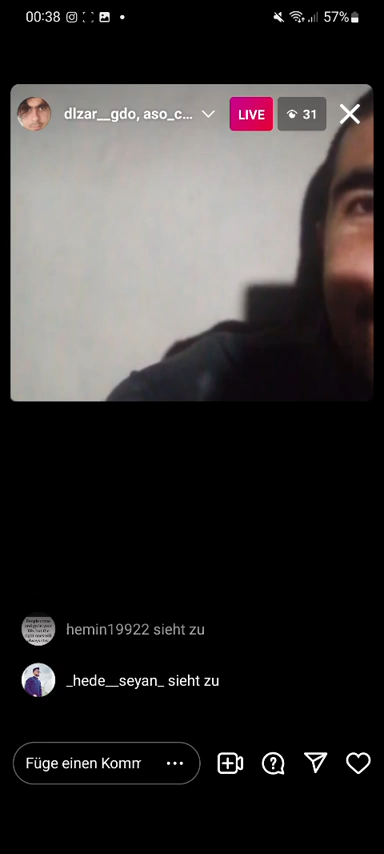 00:38 57%
dlzar__gdo, aso_c... LIVE 31
hemin19922 sieht zu
_hede__seyan_ sieht zu
Füge einen Komm